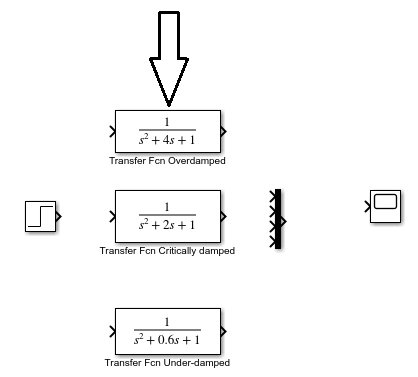 1
s² + 4s + 1
Transfer Fcn Overdamped
1
s² + 2s + 1
Transfer Fcn Critically damped
1
s² + 0.6s + 1
Transfer Fcn Under-damped